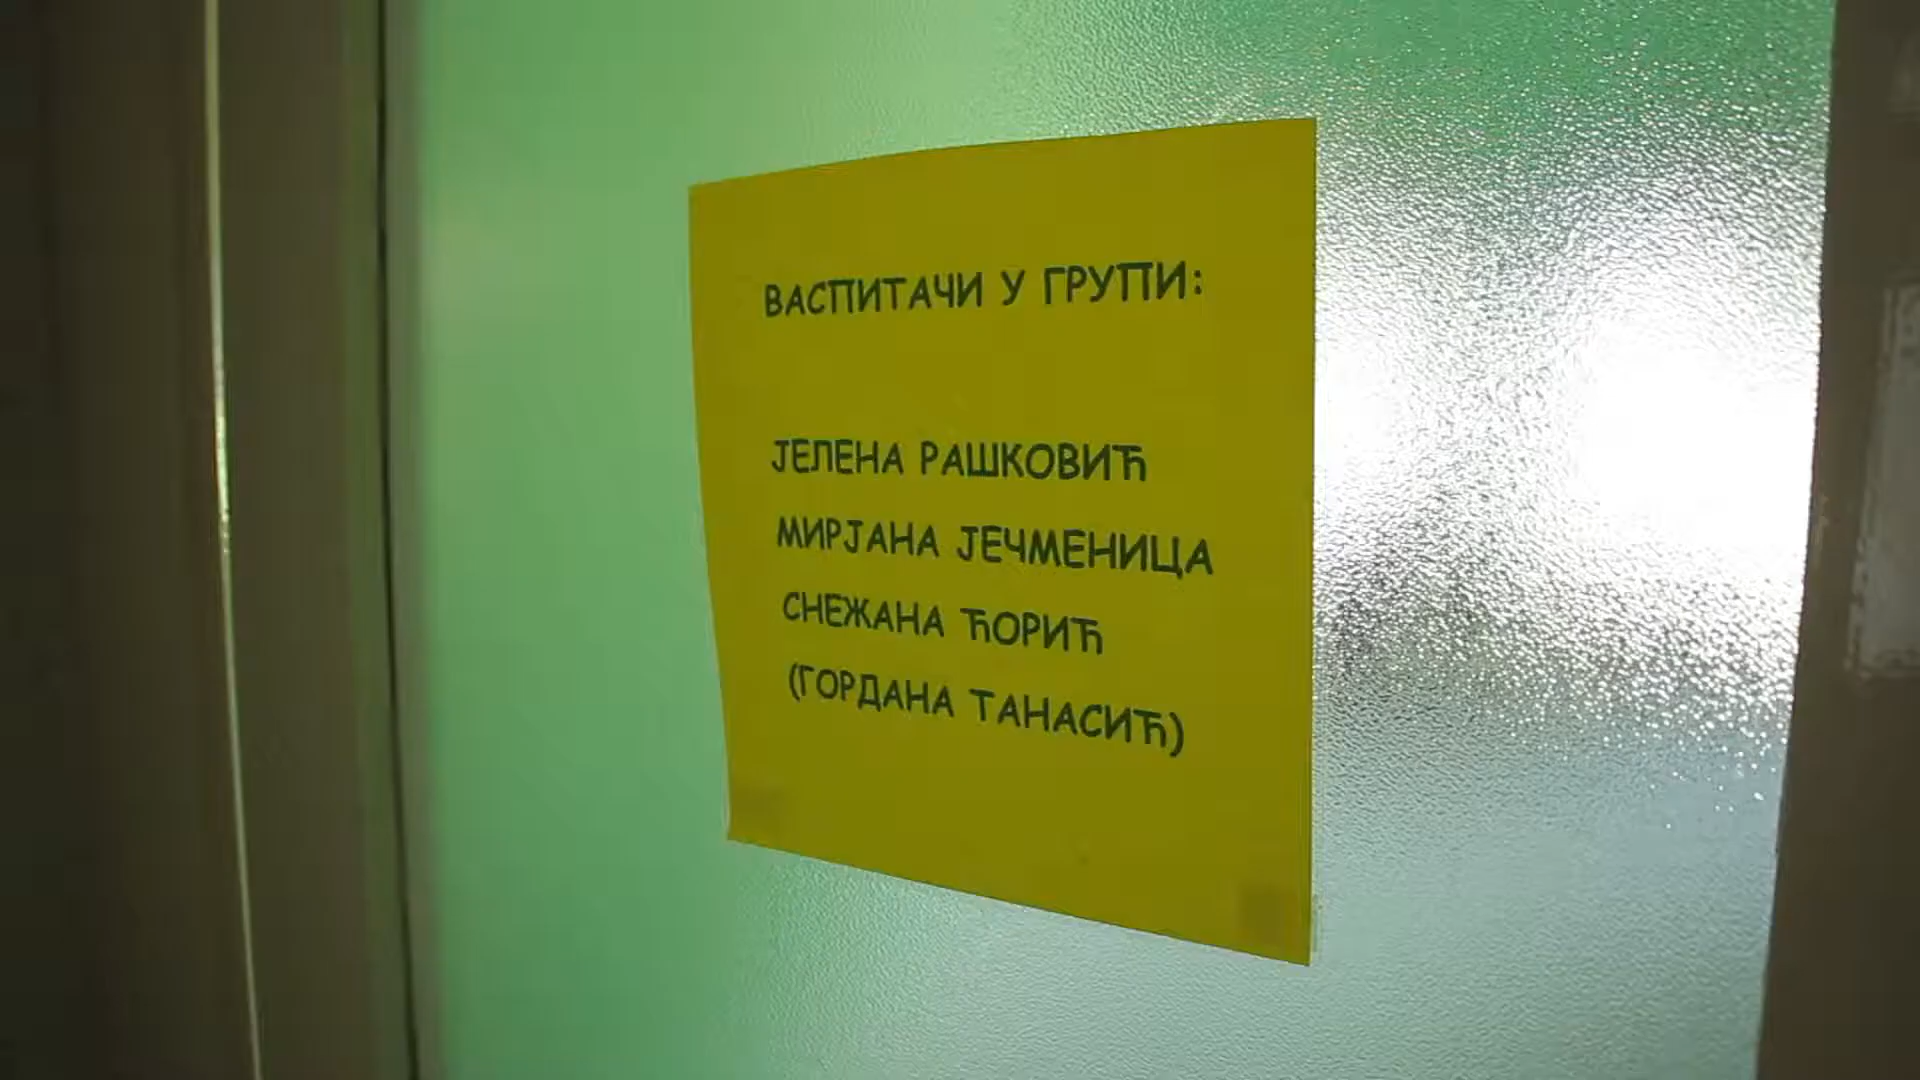 ВАСПИТАЧИ У ГРУПИ:
ЈЕЛЕНА РАШКОВИЋ
МИРЈАНА ЈЕЧМЕНИЦА
СНЕЖАНА ЋОРИЋ
(ГОРДАНА ТАНАСИЋ)